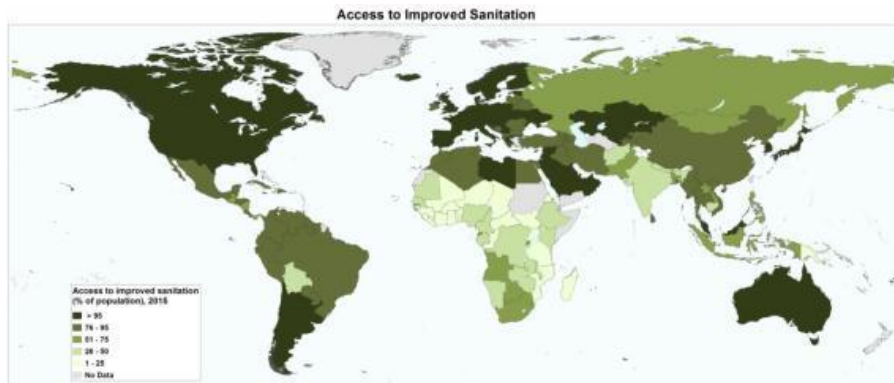 Access to Improved Sanitation
Access to improved sanitation
(% of population), 2015
> 95
76 - 95
51 - 75
26 - 50
1 - 25
No Data